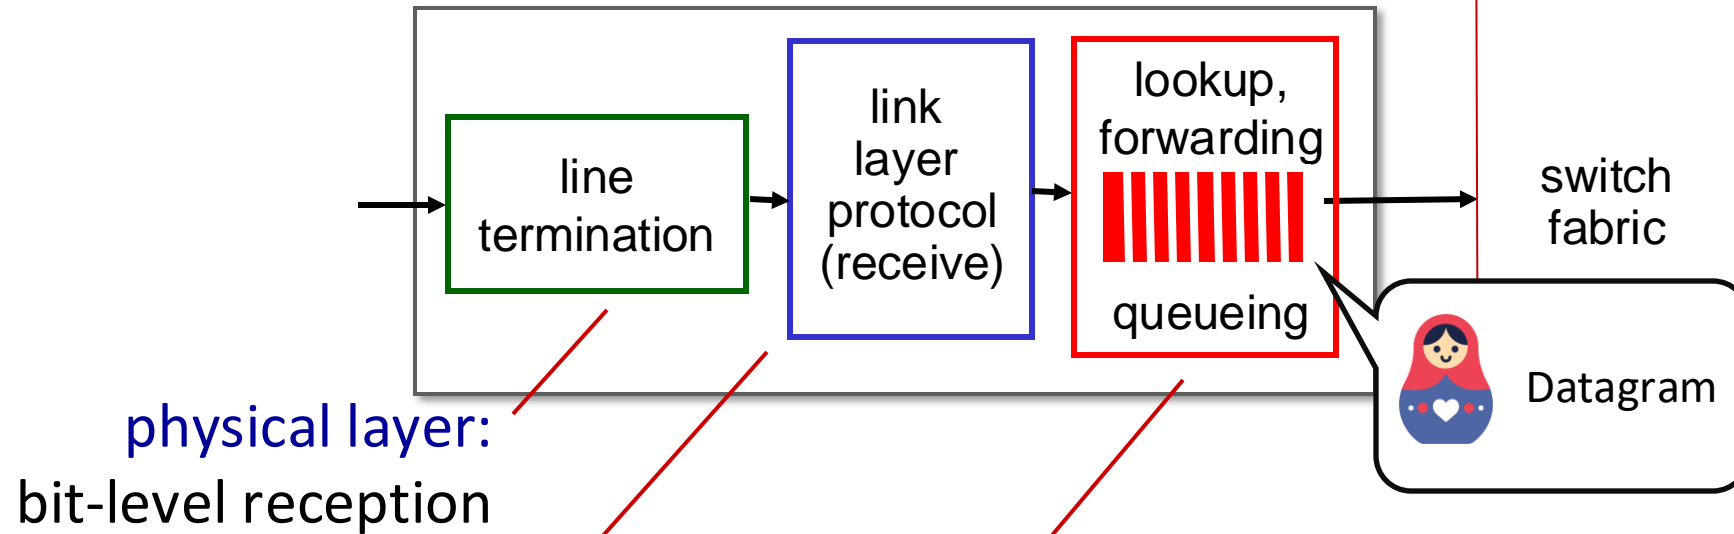 line
termination
link
layer
protocol
(receive)
lookup,
forwarding
queueing
switch
fabric
Datagram
physical layer:
bit-level reception